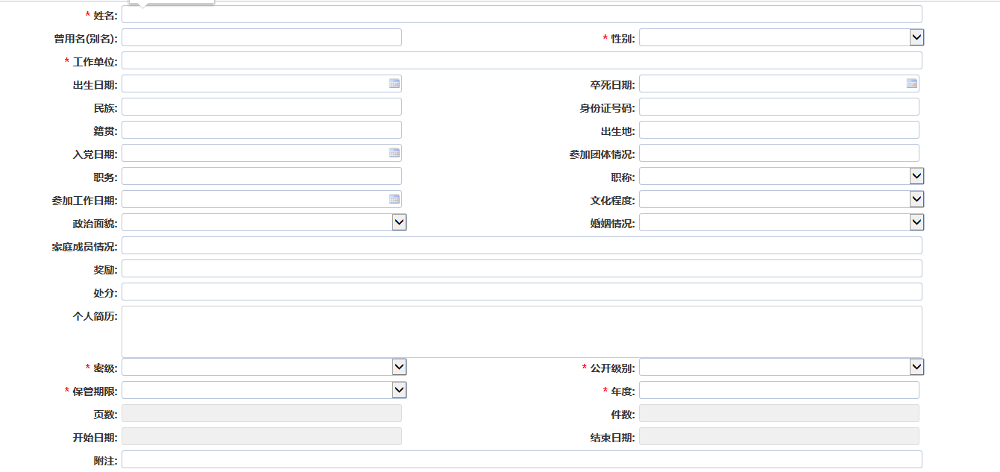 * 姓名:
曾用名(别名): * 性别:
* 工作单位:
出生日期: 卒死日期:
民族: 身份证号码:
籍贯: 出生地:
入党日期: 参加团体情况:
职务: 职称:
参加工作日期: 文化程度:
政治面貌: 婚姻情况:
家庭成员情况:
奖励:
处分:
个人简历:
* 密级: * 公开级别:
* 保管期限: * 年度:
页数: 件数:
开始日期: 结束日期:
附注: